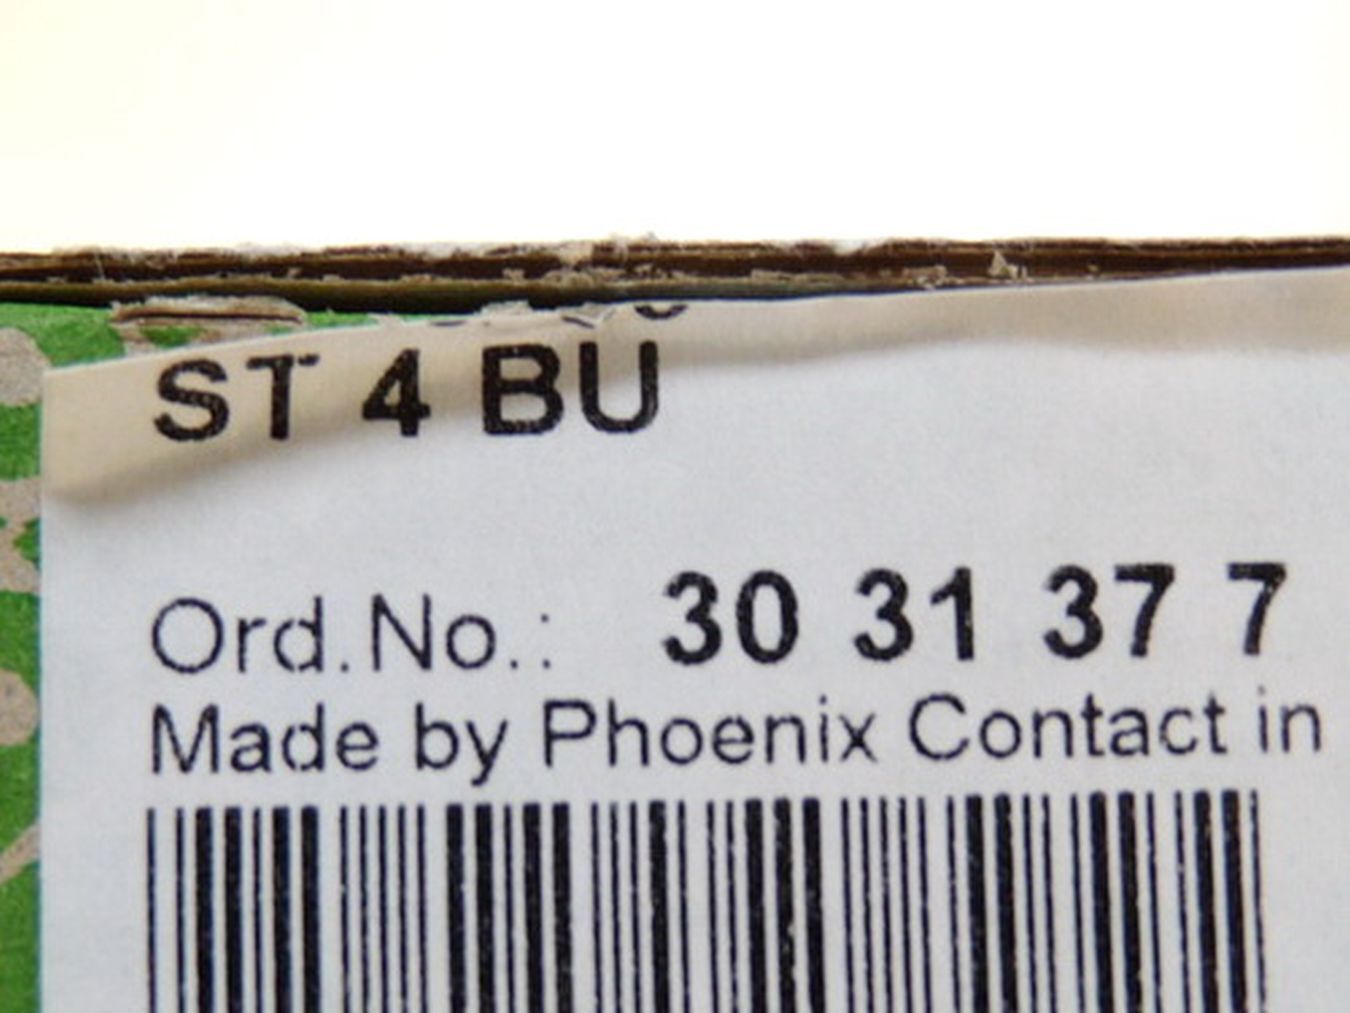 ST 4 BU
Ord.No.: 30 31 37 7
Made by Phoenix Contact in